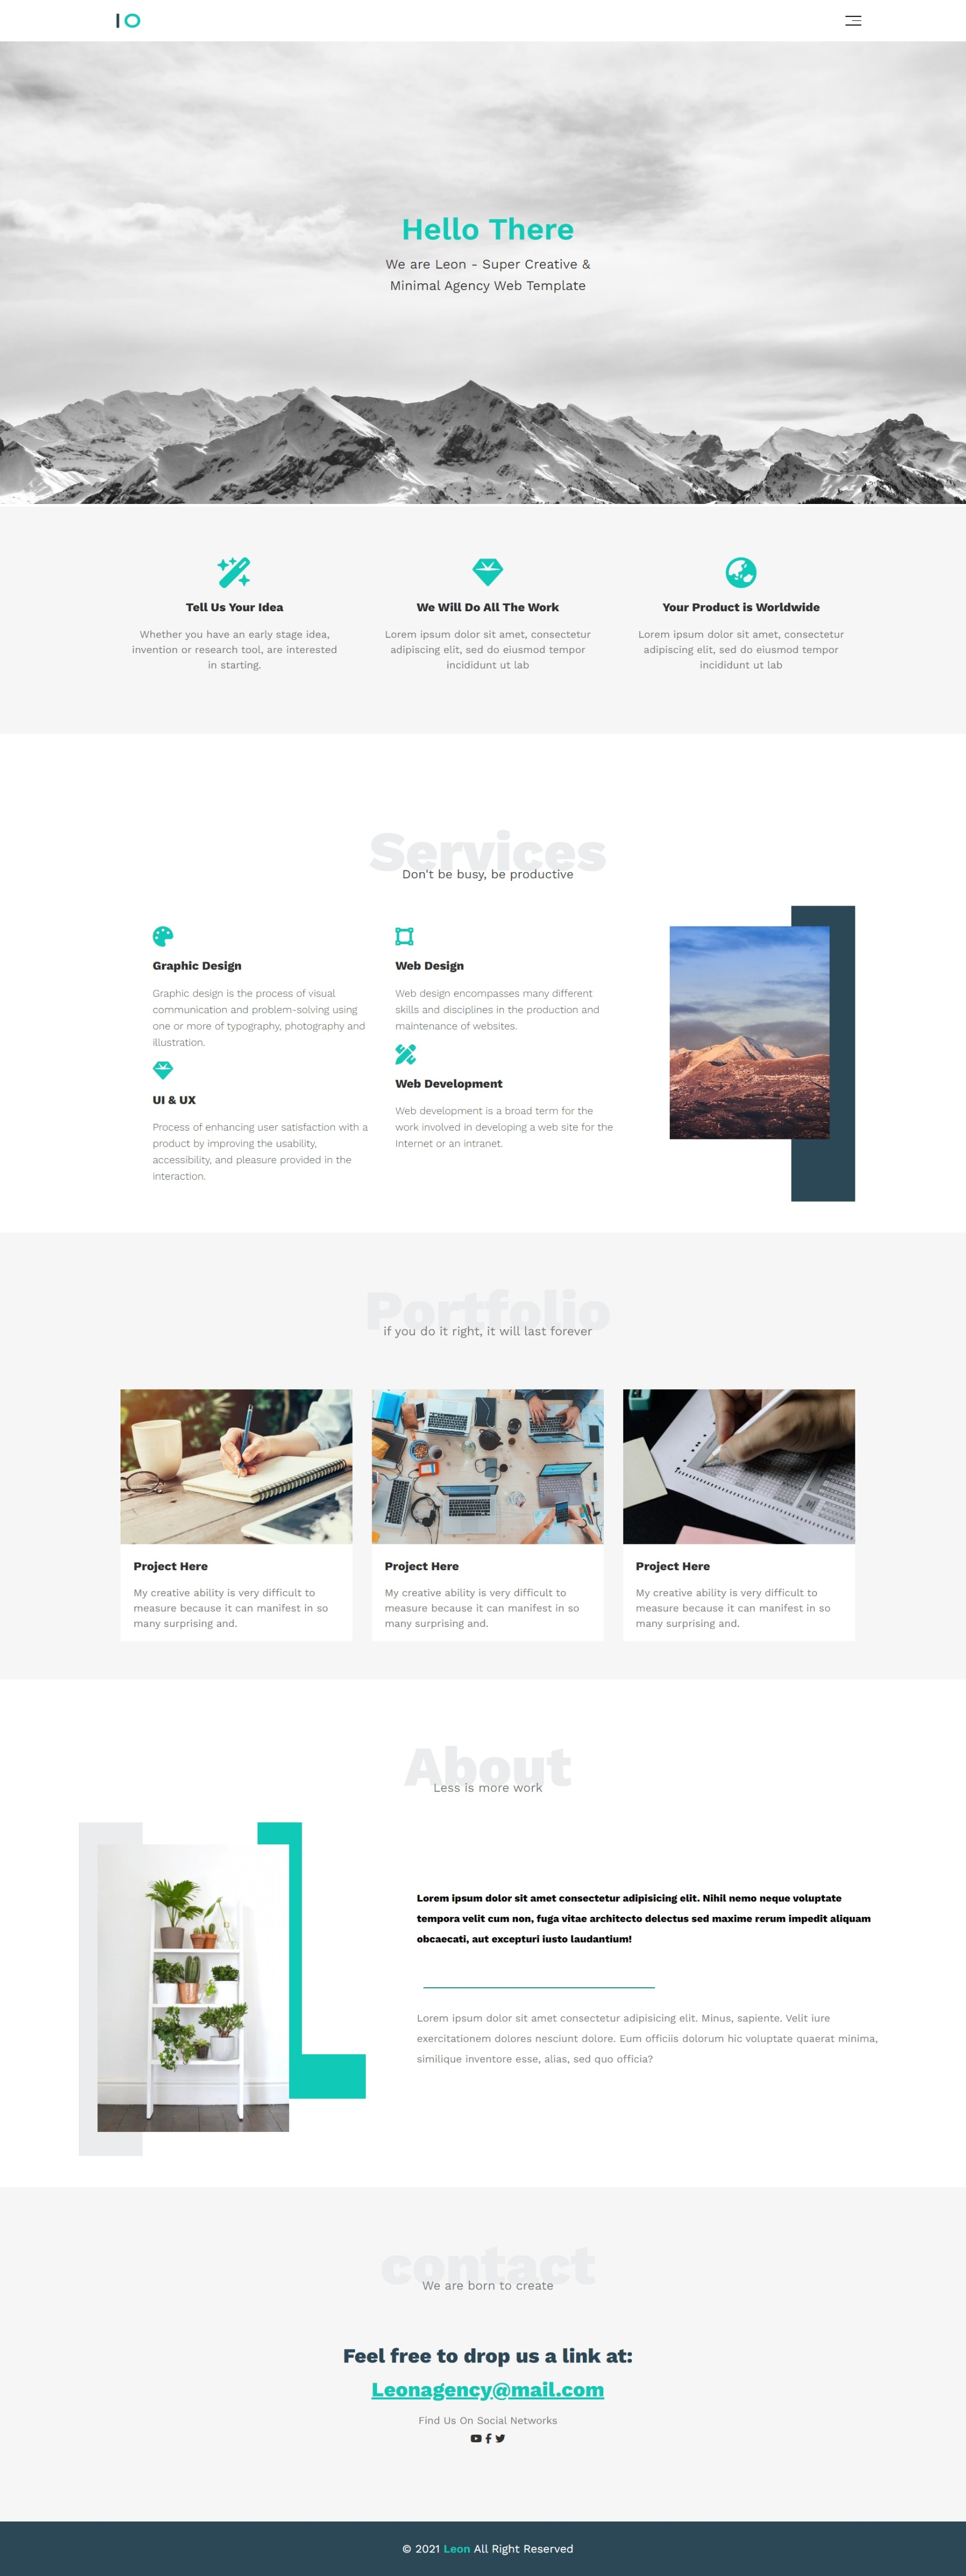 IO
Hello There
We are Leon - Super Creative &
Minimal Agency Web Template
Tell Us Your Idea
Whether you have an early stage idea,
invention or research tool, are interested
in starting.
We Will Do All The Work
Lorem ipsum dolor sit amet, consectetur
adipiscing elit, sed do eiusmod tempor
incididunt ut lab
Your Product is Worldwide
Lorem ipsum dolor sit amet, consectetur
adipiscing elit, sed do eiusmod tempor
incididunt ut lab
Services
Don't be busy, be productive
Graphic Design
Graphic design is the process of visual
communication and problem-solving using
one or more of typography, photography and
illustration.
UI & UX
Process of enhancing user satisfaction with a
product by improving the usability,
accessibility, and pleasure provided in the
interaction.
Web Design
Web design encompasses many different
skills and disciplines in the production and
maintenance of websites.
Web Development
Web development is a broad term for the
work involved in developing a web site for the
Internet or an intranet.
Portfolio
if you do it right, it will last forever
Project Here
My creative ability is very difficult to
measure because it can manifest in so
many surprising and.
Project Here
My creative ability is very difficult to
measure because it can manifest in so
many surprising and.
Project Here
My creative ability is very difficult to
measure because it can manifest in so
many surprising and.
About
Less is more work
Lorem ipsum dolor sit amet consectetur adipisicing elit. Nihil nemo neque voluptate
tempora velit cum non, fuga vitae architecto delectus sed maxime rerum impedit aliquam
obcaecati, aut excepturi iusto laudantium!
Lorem ipsum dolor sit amet consectetur adipisicing elit. Minus, sapiente. Velit iure
exercitationem dolores nesciunt dolore. Eum officiis dolorum hic voluptate quaerat minima,
similique inventore esse, alias, sed quo officia?
contact
We are born to create
Feel free to drop us a link at:
Leonagency@mail.com
Find Us On Social Networks
© 2021 Leon All Right Reserved